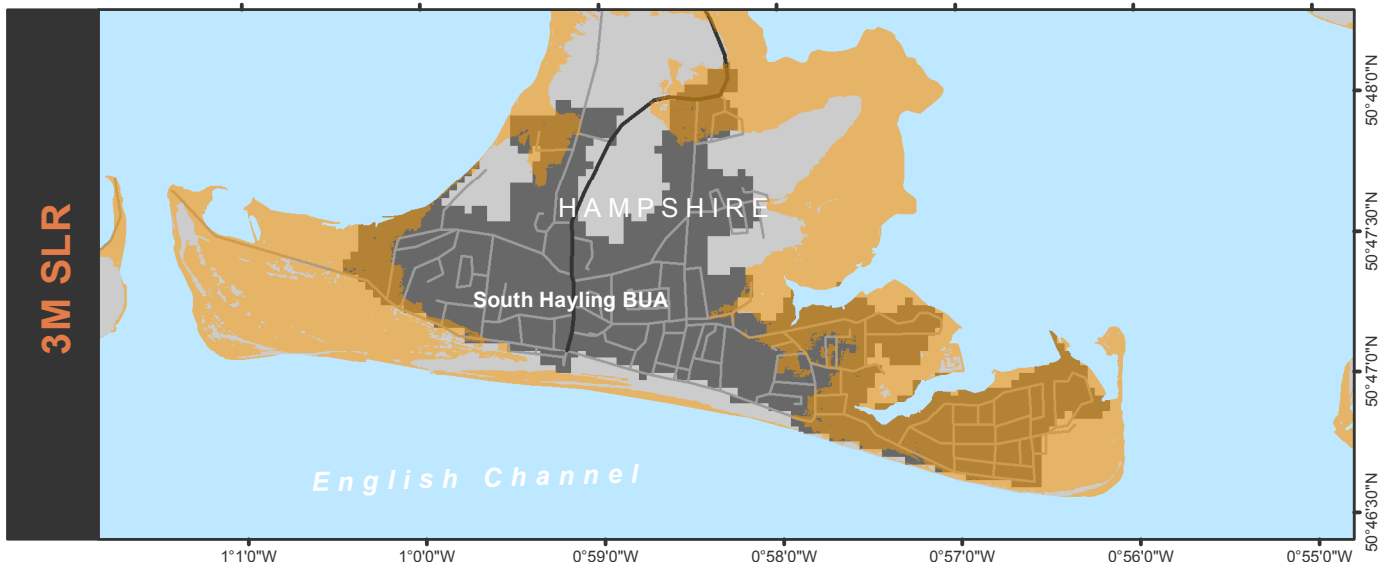 3M SLR
HAMPSHIRE
South Hayling BUA
English Channel
50°48'0"N
50°47'30"N
50°47'0"N
50°46'30"N
1°1'0"W
1°0'0"W
0°59'0"W
0°58'0"W
0°57'0"W
0°56'0"W
0°55'0"W